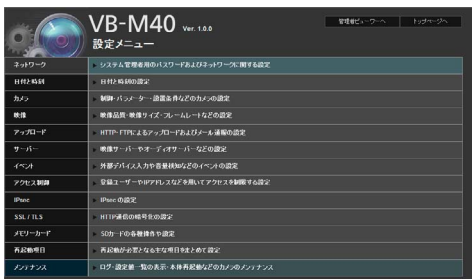 VB-M40 Ver. 1.0.0
管理者ビューワーへ トップページへ
設定メニュー
ネットワーク システム管理者用のパスワードおよびネットワークに関する設定
日付と時刻 日付と時刻の設定
カメラ 制御・パラメーター・設置条件などのカメラの設定
映像 映像品質・映像サイズ・フレームレートなどの設定
アップロード HTTP・FTPによるアップロードおよびメール通報の設定
サーバー 映像サーバーやオーディオサーバーなどの設定
イベント 外部デバイス入力や音量検知などのイベントの設定
アクセス制御 登録ユーザーやIPアドレスなどを用いてアクセスを制限する設定
IPsec IPsec の設定
SSL / TLS HTTP通信の暗号化の設定
メモリーカード SDカードの各種操作や設定
再起動項目 再起動が必要となる主な項目をまとめて設定
メンテナンス ログ・設定値一覧の表示・本体再起動などのカメラのメンテナンス